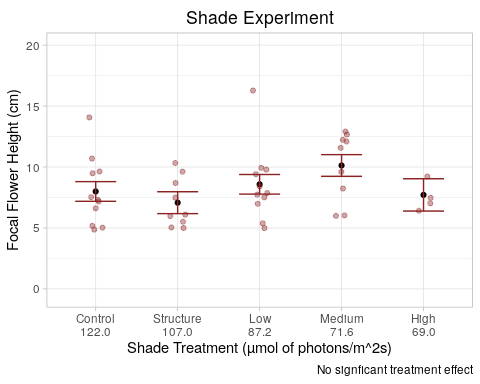 Shade Experiment
Focal Flower Height (cm)
20
15
10
5
0
Control Structure Low Medium High
122.0 107.0 87.2 71.6 69.0
Shade Treatment (µmol of photons/m^2s)
No signficant treatment effect